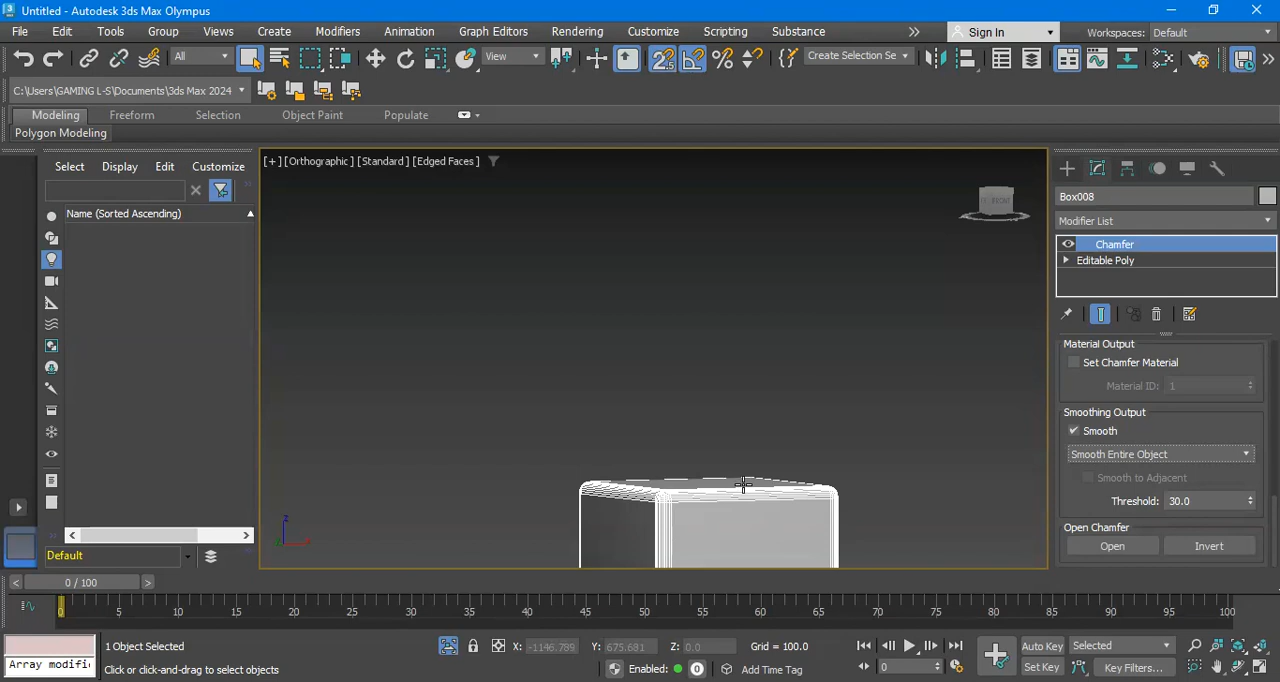 Untitled - Autodesk 3ds Max Olympus
File Edit Tools Group Views Create Modifiers Animation Graph Editors Rendering Customize Scripting Substance Sign In Workspaces: Default
All View Create Selection Se
C:\Users\GAMING L-S\Documents\3ds Max 2024
Modeling Freeform Selection Object Paint Populate
Polygon Modeling
Select Display Edit Customize
[+] [Orthographic] [Standard] [Edged Faces]
Name (Sorted Ascending)
FRONT
Box008
Modifier List
Chamfer
Editable Poly
Material Output
Set Chamfer Material
Material ID: 1
Smoothing Output
Smooth
Smooth Entire Object
Smooth to Adjacent
Threshold: 30.0
Open Chamfer
Open Invert
z
Default
0 / 100
0 5 10 15 20 25 30 35 40 45 50 55 60 65 70 75 80 85 90 95 100
1 Object Selected X: -1146.789 Y: 675.681 Z: 0.0 Grid = 100.0 Auto Key Selected
Array modifi Click or click-and-drag to select objects Enabled: 0 Add Time Tag 0 Set Key Key Filters...